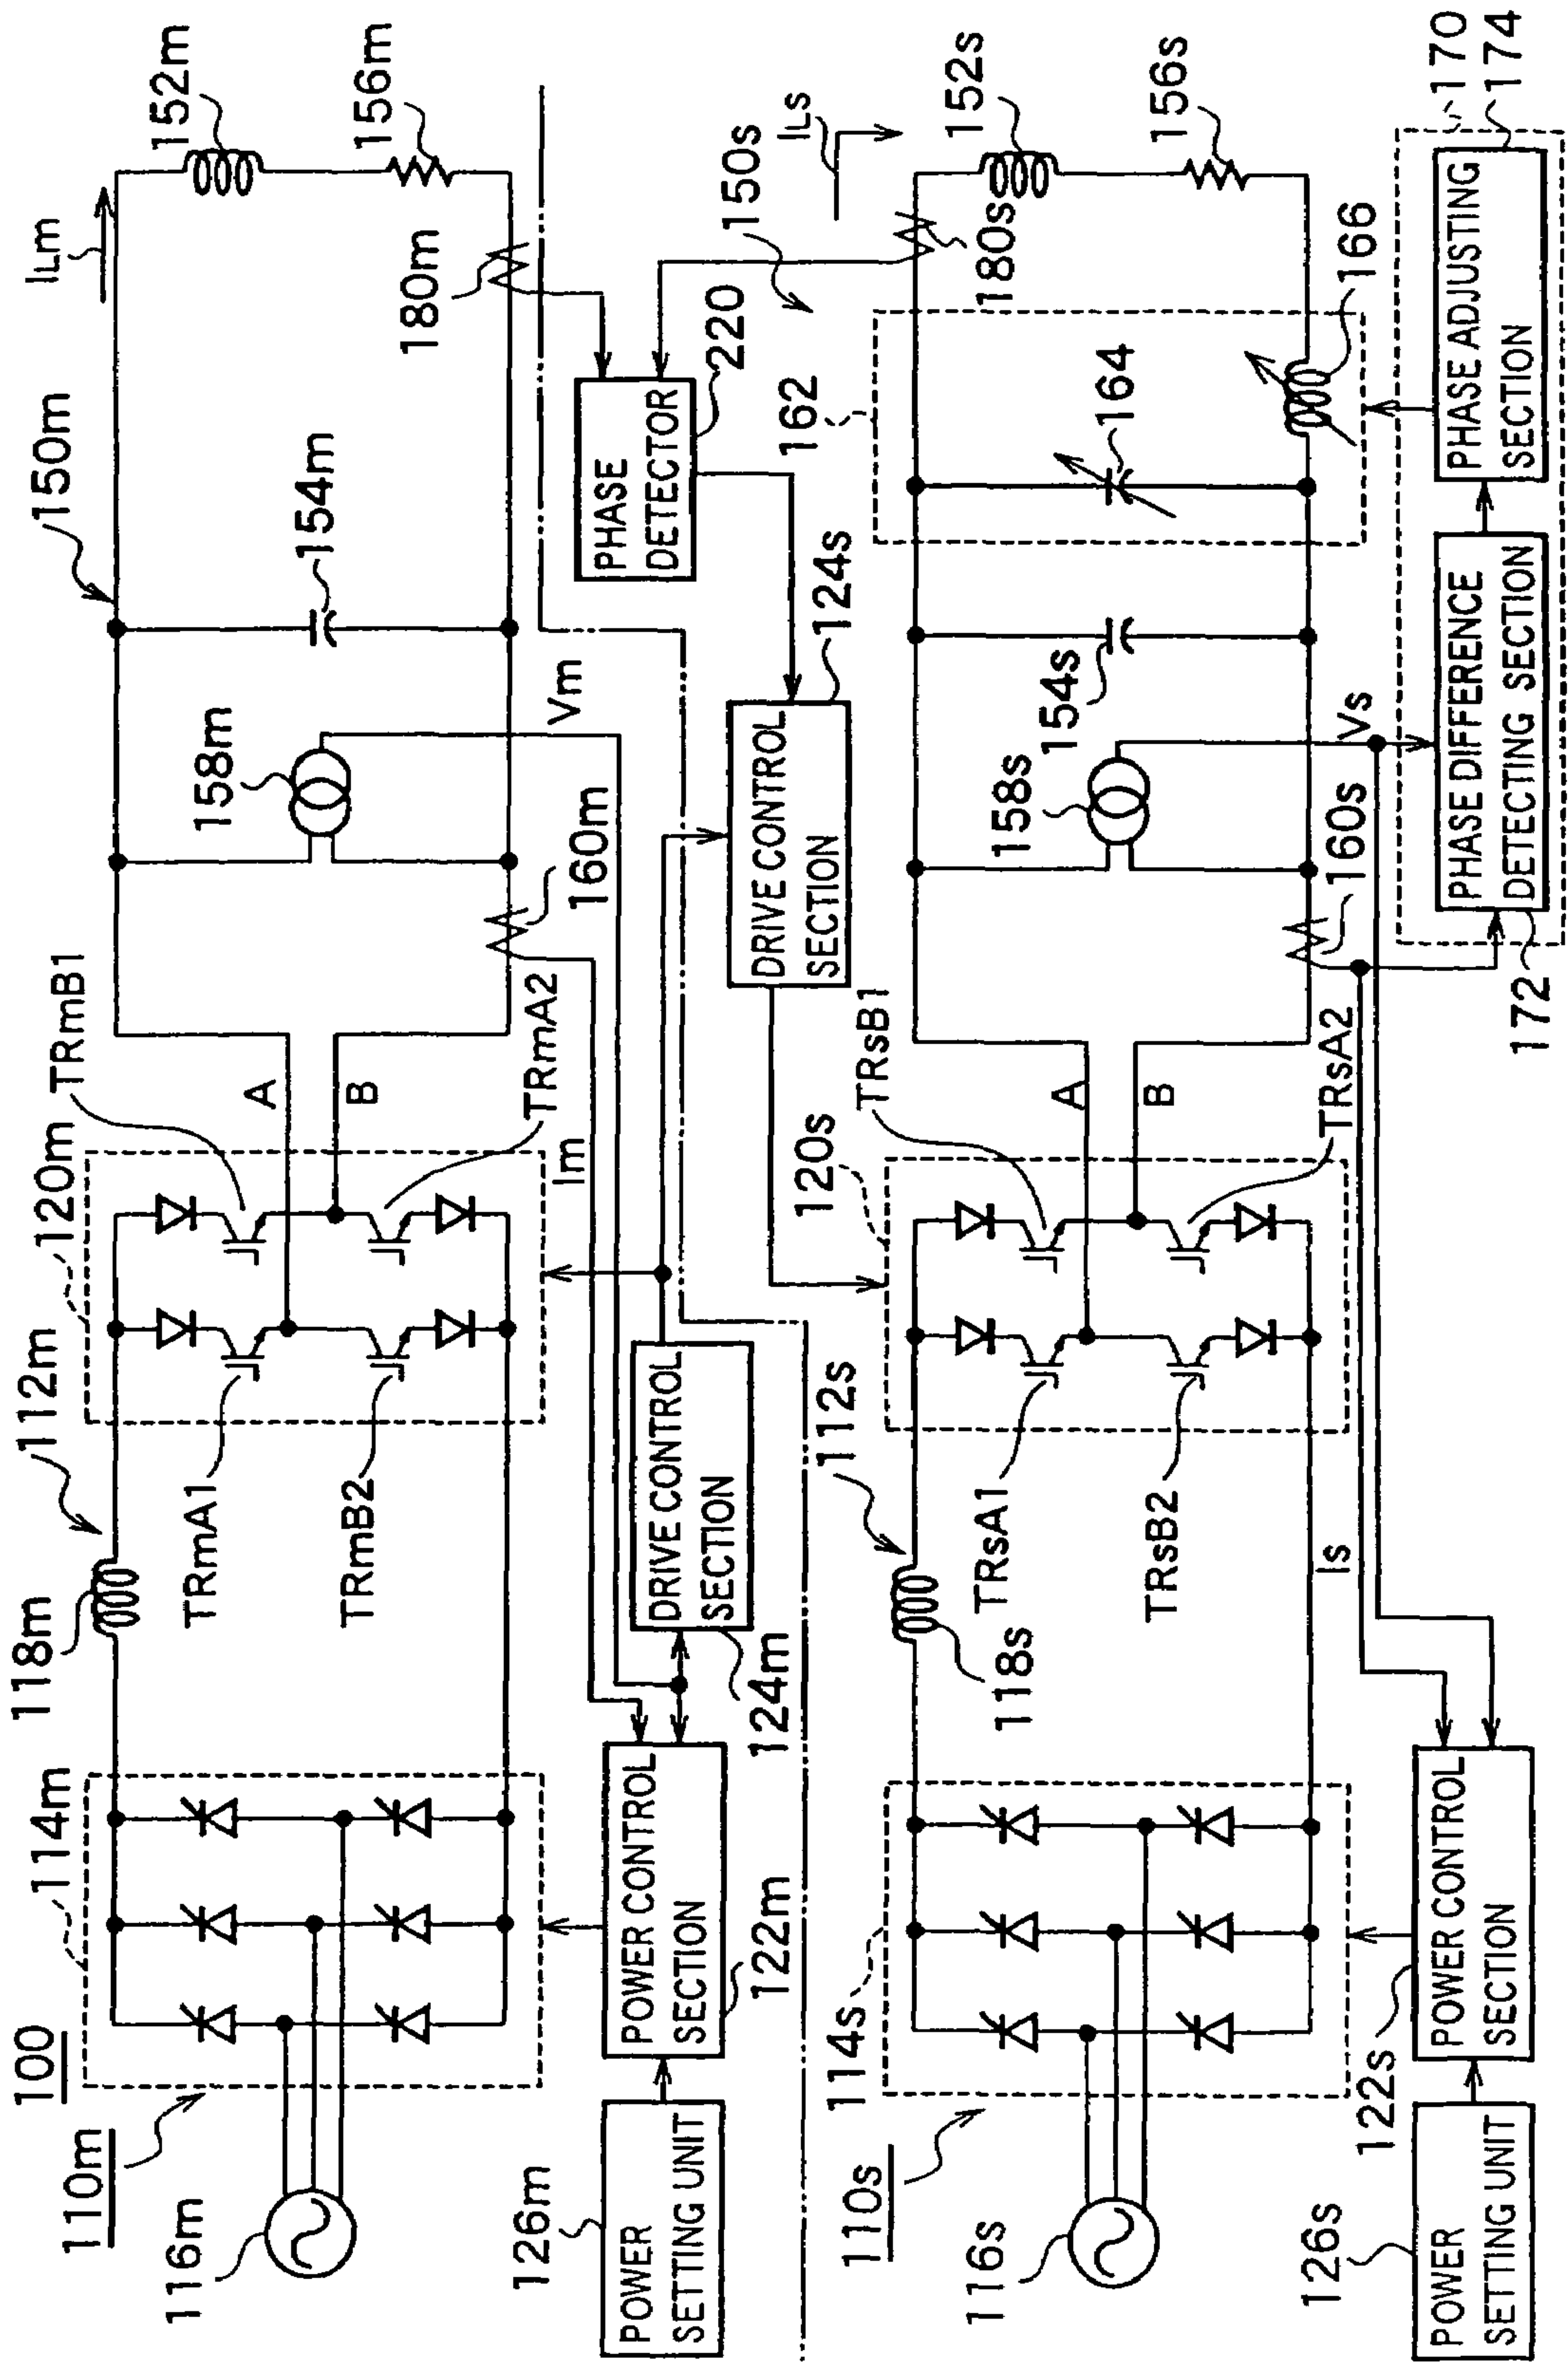 100
110m
116m
114m
118m
112m
120m
TRmB1
TRmA1
TRmB2
TRmA2
A
B
Im
158m
160m
Vm
150m
154m
ILm
152m
156m
180m
126m
POWER
SETTING UNIT
POWER CONTROL
SECTION
122m
DRIVE CONTROL
SECTION
124m
DRIVE CONTROL
SECTION
124s
PHASE
DETECTOR
220
110s
116s
114s
118s
112s
120s
TRsB1
TRsA1
TRsB2
TRsA2
A
B
Is
158s
160s
Vs
154s
162
164
166
150s
180s
ILs
152s
156s
126s
POWER
SETTING UNIT
POWER CONTROL
SECTION
122s
172
PHASE DIFFERENCE
DETECTING SECTION
PHASE ADJUSTING
SECTION
170
174